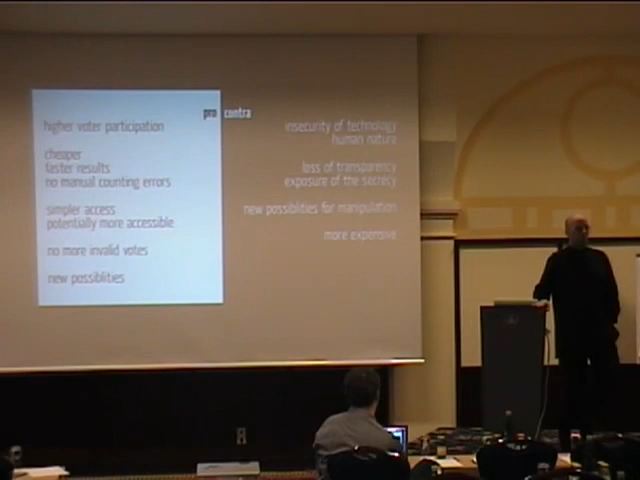 pro contra
higher voter participation
cheaper
faster results
no manual counting errors
simpler access
potentially more accessible
no more invalid votes
new possiblities
insecurity of technology
human nature
loss of transparency
exposure of the secrecy
new possiblities for manipulation
more expensive